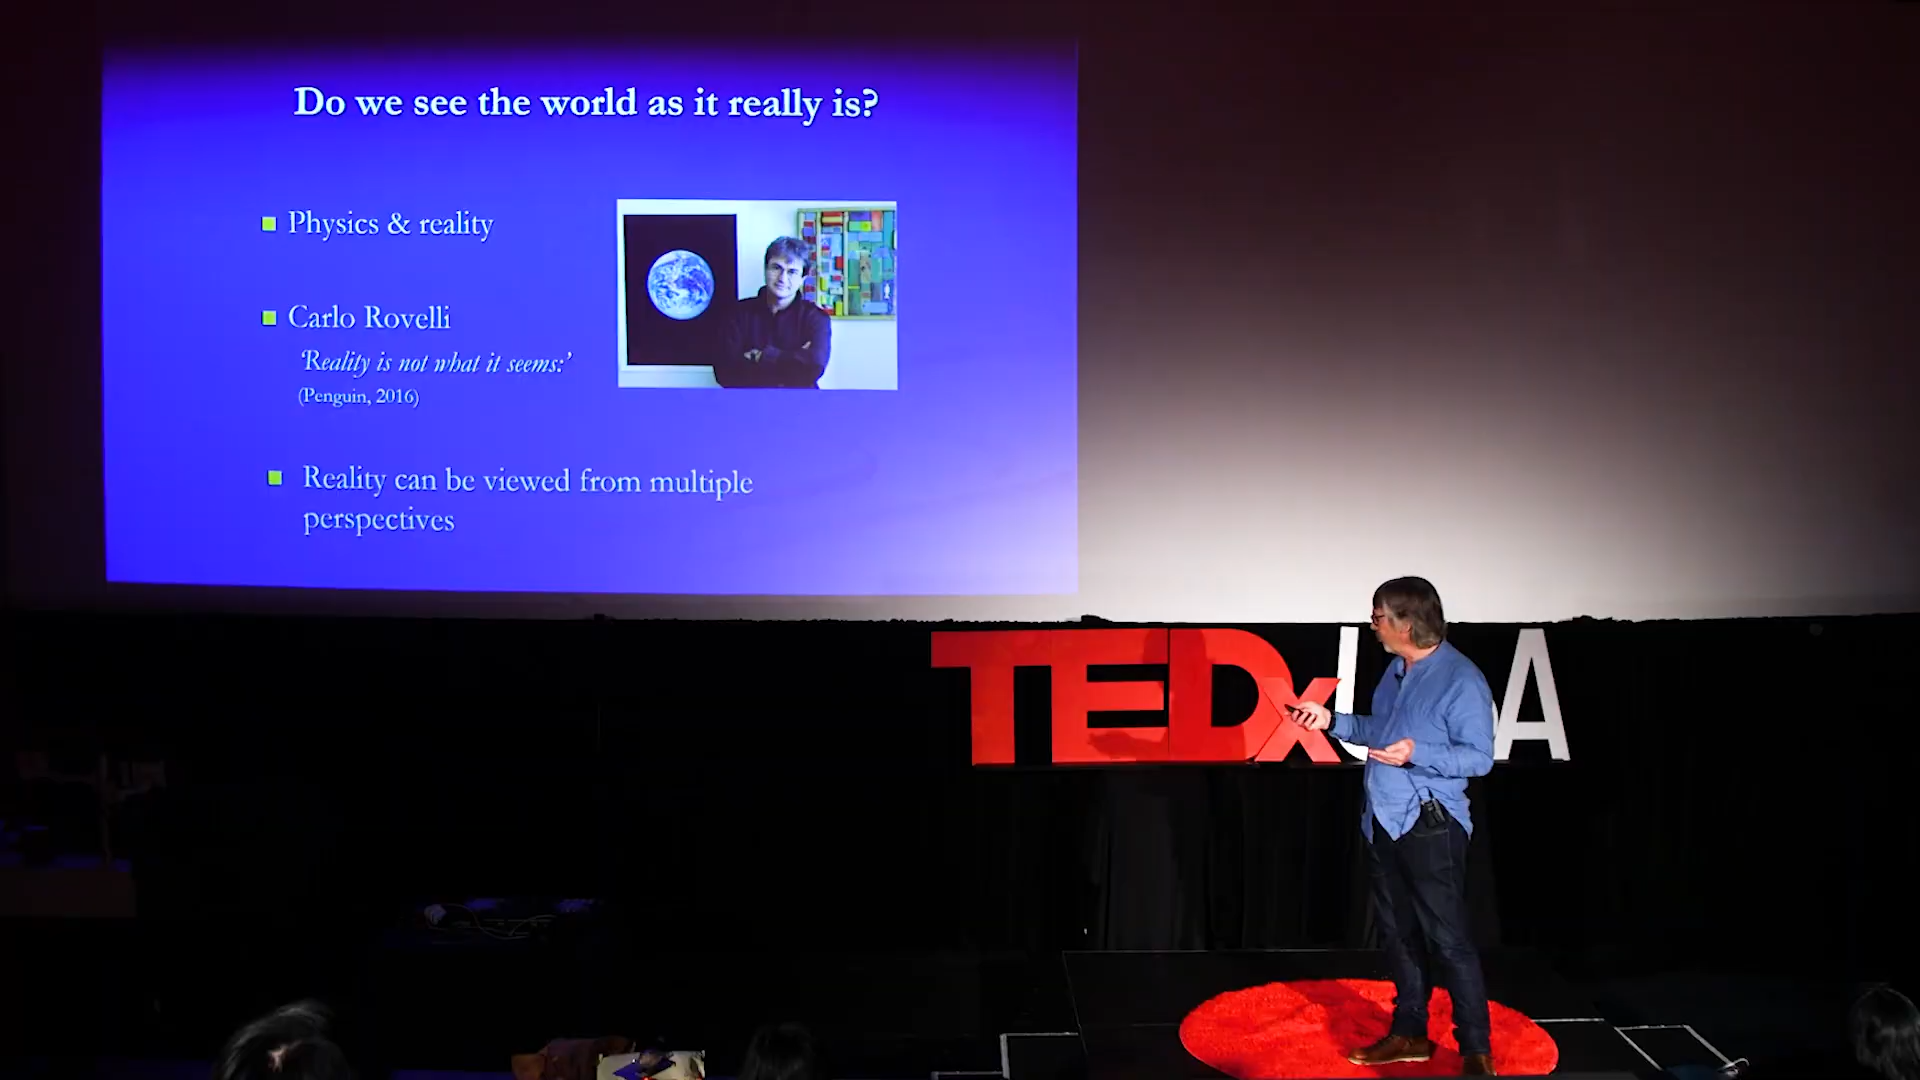 Do we see the world as it really is?
Physics & reality
Carlo Rovelli
‘Reality is not what it seems:’
(Penguin, 2016)
Reality can be viewed from multiple
perspectives
TEDx